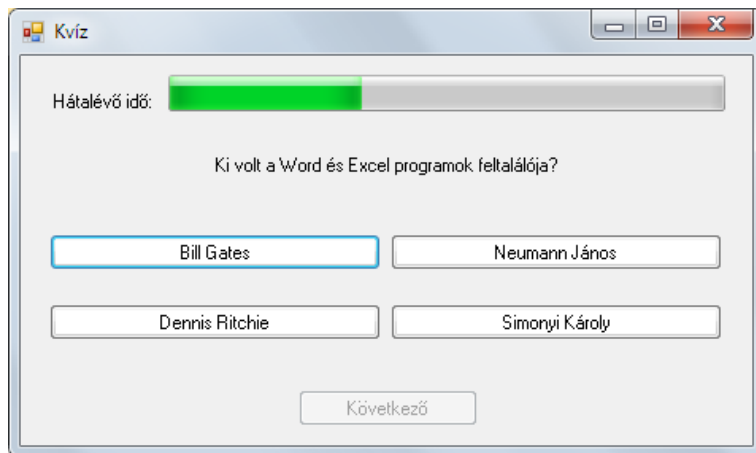 Kvíz
Hátalévő idő:
Ki volt a Word és Excel programok feltalálója?
Bill Gates
Neumann János
Dennis Ritchie
Simonyi Károly
Következő